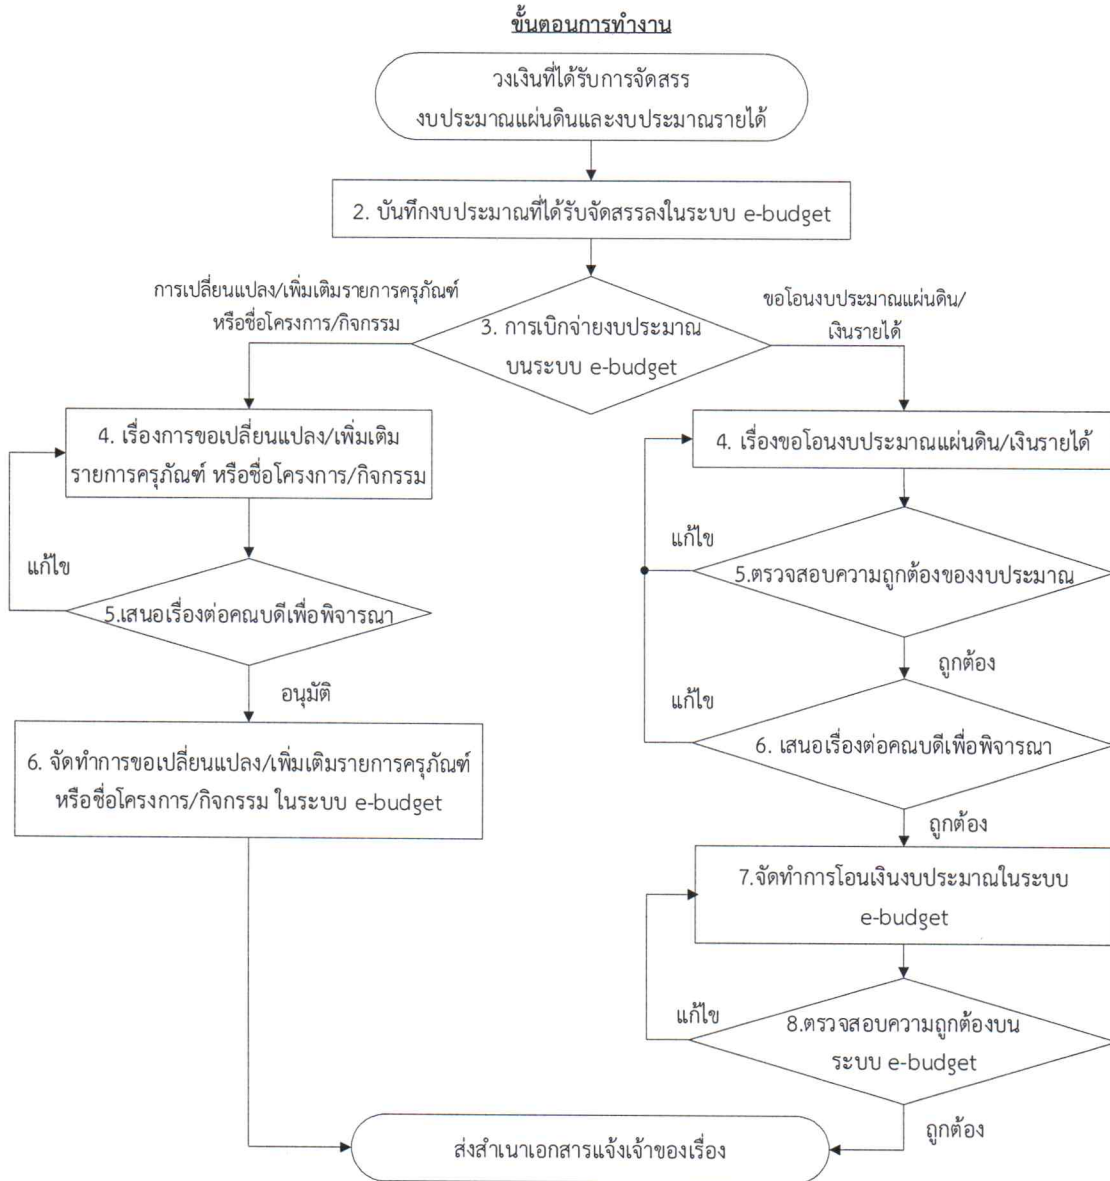 ขั้นตอนการทำงาน
วงเงินที่ได้รับการจัดสรร
งบประมาณแผ่นดินและงบประมาณรายได้
2. บันทึกงบประมาณที่ได้รับจัดสรรลงในระบบ e-budget
การเปลี่ยนแปลง/เพิ่มเติมรายการครุภัณฑ์
หรือชื่อโครงการ/กิจกรรม
3. การเบิกจ่ายงบประมาณ
บนระบบ e-budget
ขอโอนงบประมาณแผ่นดิน/
เงินรายได้
4. เรื่องการขอเปลี่ยนแปลง/เพิ่มเติม
รายการครุภัณฑ์ หรือชื่อโครงการ/กิจกรรม
แก้ไข
5.เสนอเรื่องต่อคณบดีเพื่อพิจารณา
อนุมัติ
6. จัดทำการขอเปลี่ยนแปลง/เพิ่มเติมรายการครุภัณฑ์
หรือชื่อโครงการ/กิจกรรม ในระบบ e-budget
4. เรื่องขอโอนงบประมาณแผ่นดิน/เงินรายได้
แก้ไข
5.ตรวจสอบความถูกต้องของงบประมาณ
ถูกต้อง
แก้ไข
6. เสนอเรื่องต่อคณบดีเพื่อพิจารณา
ถูกต้อง
7.จัดทำการโอนเงินงบประมาณในระบบ
e-budget
แก้ไข
8.ตรวจสอบความถูกต้องบน
ระบบ e-budget
ถูกต้อง
ส่งสำเนาเอกสารแจ้งเจ้าของเรื่อง